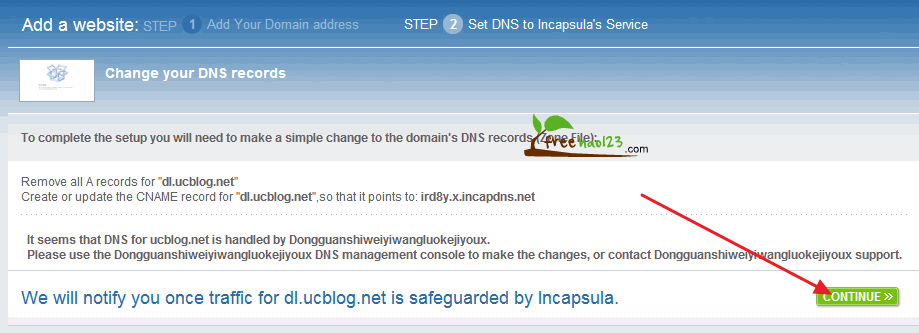 Add a website: STEP 1 Add Your Domain address STEP 2 Set DNS to Incapsula's Service
Change your DNS records
To complete the setup you will need to make a simple change to the domain's DNS records (Zone File):
freehao123.com
Remove all A records for "dl.ucblog.net"
Create or update the CNAME record for "dl.ucblog.net",so that it points to: ird8y.x.incapdns.net
It seems that DNS for ucblog.net is handled by Dongguanshiweiyiwangluokejiyoux.
Please use the Dongguanshiweiyiwangluokejiyoux DNS management console to make the changes, or contact Dongguanshiweiyiwangluokejiyoux support.
We will notify you once traffic for dl.ucblog.net is safeguarded by Incapsula.
CONTINUE »